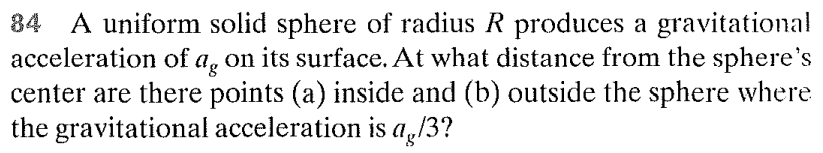 84 A uniform solid sphere of radius R produces a gravitational
acceleration of a_g on its surface. At what distance from the sphere's
center are there points (a) inside and (b) outside the sphere where
the gravitational acceleration is a_g/3?